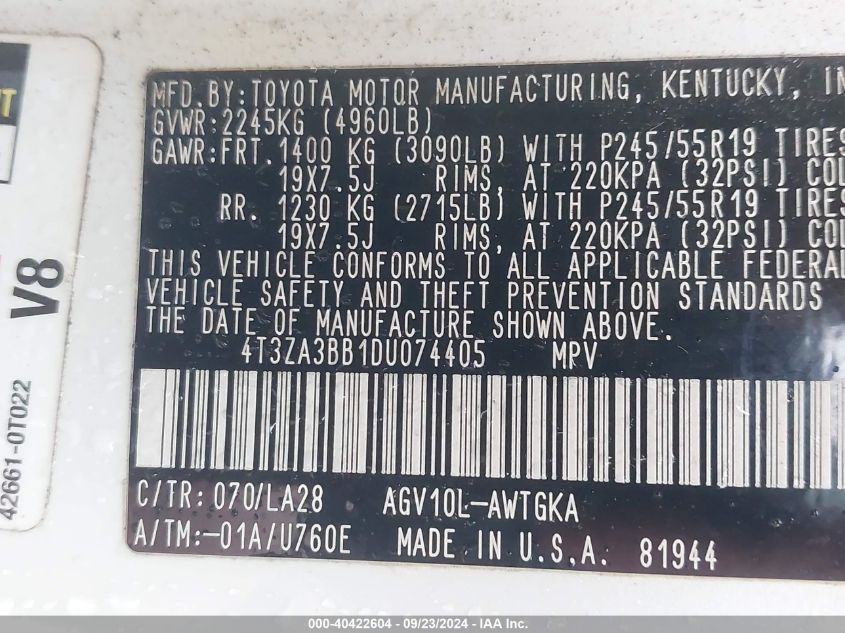 MFD.BY:TOYOTA MOTOR MANUFACTURING, KENTUCKY, IN
GVWR:2245KG (4960LB)
GAWR:FRT. 1400 KG (3090LB) WITH P245/55R19 TIRES
19X7.5J RIMS, AT 220KPA (32PSI) COL
RR. 1230 KG (2715LB) WITH P245/55R19 TIRES
19X7.5J RIMS, AT 220KPA (32PSI) COL
THIS VEHICLE CONFORMS TO ALL APPLICABLE FEDERAL
VEHICLE SAFETY AND THEFT PREVENTION STANDARDS
THE DATE OF MANUFACTURE SHOWN ABOVE.
4T3ZA3BB1DU074405 MPV
C/TR: 070/LA28 AGV10L-AWTGKA
A/TM:-01A/U760E MADE IN U.S.A. 81944
V8
42661-0T022
000-40422604 - 09/23/2024 - IAA Inc.